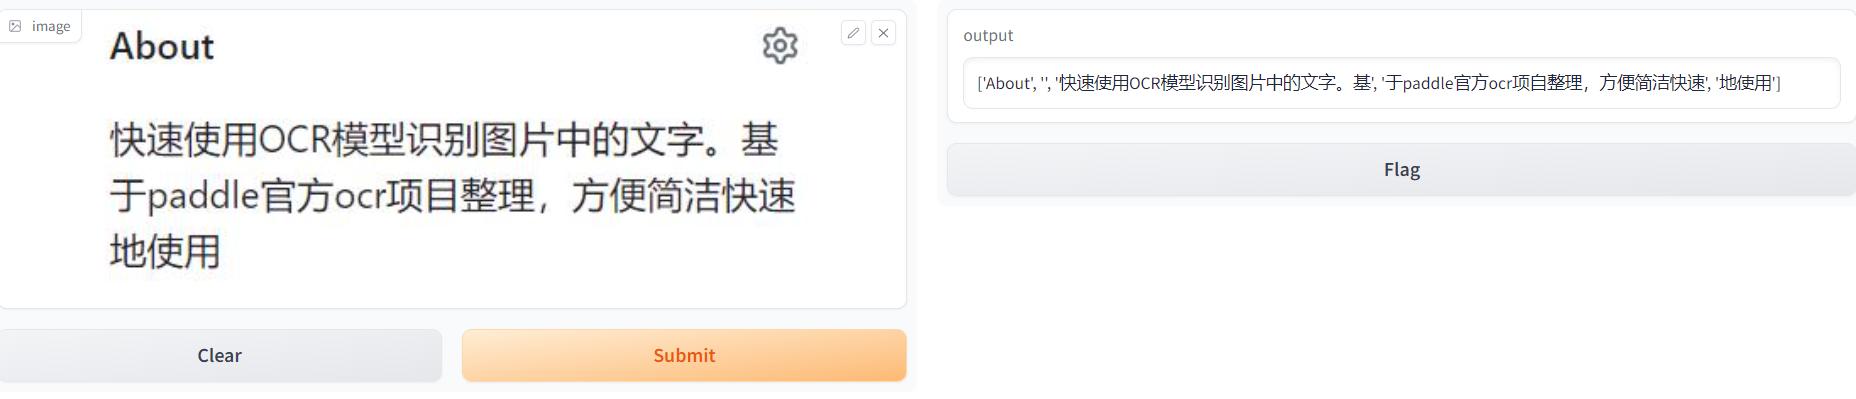 image
About
快速使用OCR模型识别图片中的文字。基
于paddle官方ocr项目整理，方便简洁快速
地使用
Clear
Submit
output
['About', '', '快速使用OCR模型识别图片中的文字。基', '于paddle官方ocr项自整理，方便简洁快速', '地使用']
Flag